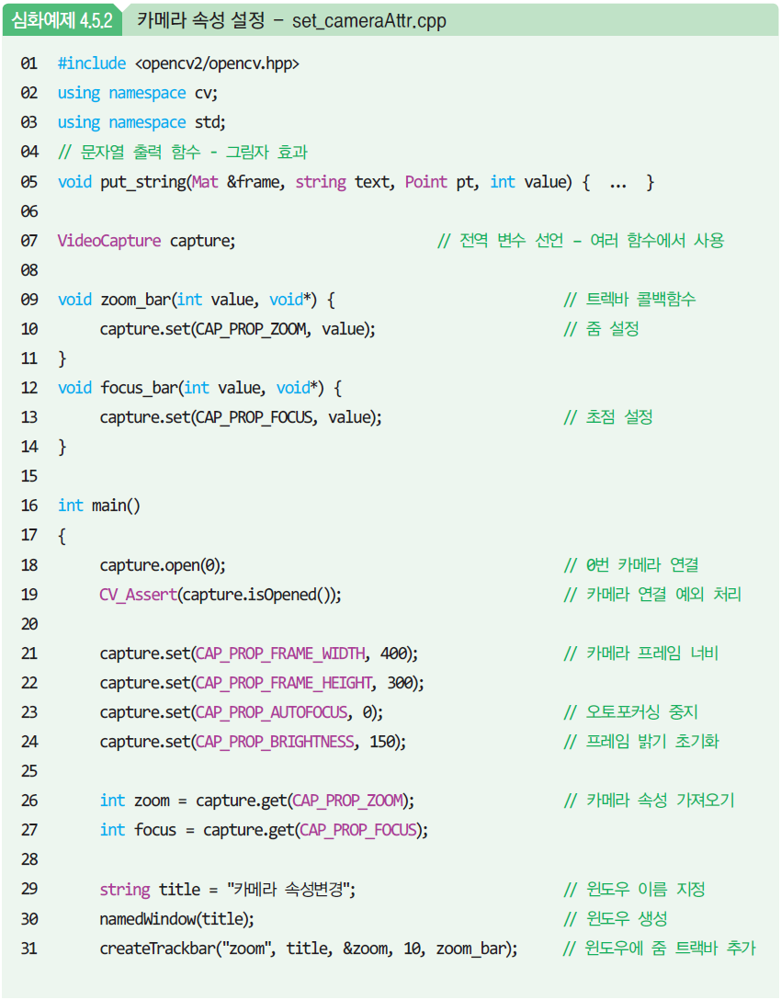 심화예제 4.5.2 카메라 속성 설정 – set_cameraAttr.cpp
01 #include <opencv2/opencv.hpp>
02 using namespace cv;
03 using namespace std;
04 // 문자열 출력 함수 - 그림자 효과
05 void put_string(Mat &frame, string text, Point pt, int value) { ... }
06
07 VideoCapture capture; // 전역 변수 선언 – 여러 함수에서 사용
08
09 void zoom_bar(int value, void*) { // 트렉바 콜백함수
10 capture.set(CAP_PROP_ZOOM, value); // 줌 설정
11 }
12 void focus_bar(int value, void*) {
13 capture.set(CAP_PROP_FOCUS, value); // 초점 설정
14 }
15
16 int main()
17 {
18 capture.open(0); // 0번 카메라 연결
19 CV_Assert(capture.isOpened()); // 카메라 연결 예외 처리
20
21 capture.set(CAP_PROP_FRAME_WIDTH, 400); // 카메라 프레임 너비
22 capture.set(CAP_PROP_FRAME_HEIGHT, 300);
23 capture.set(CAP_PROP_AUTOFOCUS, 0); // 오토포커싱 중지
24 capture.set(CAP_PROP_BRIGHTNESS, 150); // 프레임 밝기 초기화
25
26 int zoom = capture.get(CAP_PROP_ZOOM); // 카메라 속성 가져오기
27 int focus = capture.get(CAP_PROP_FOCUS);
28
29 string title = "카메라 속성변경"; // 윈도우 이름 지정
30 namedWindow(title); // 윈도우 생성
31 createTrackbar("zoom", title, &zoom, 10, zoom_bar); // 윈도우에 줌 트랙바 추가